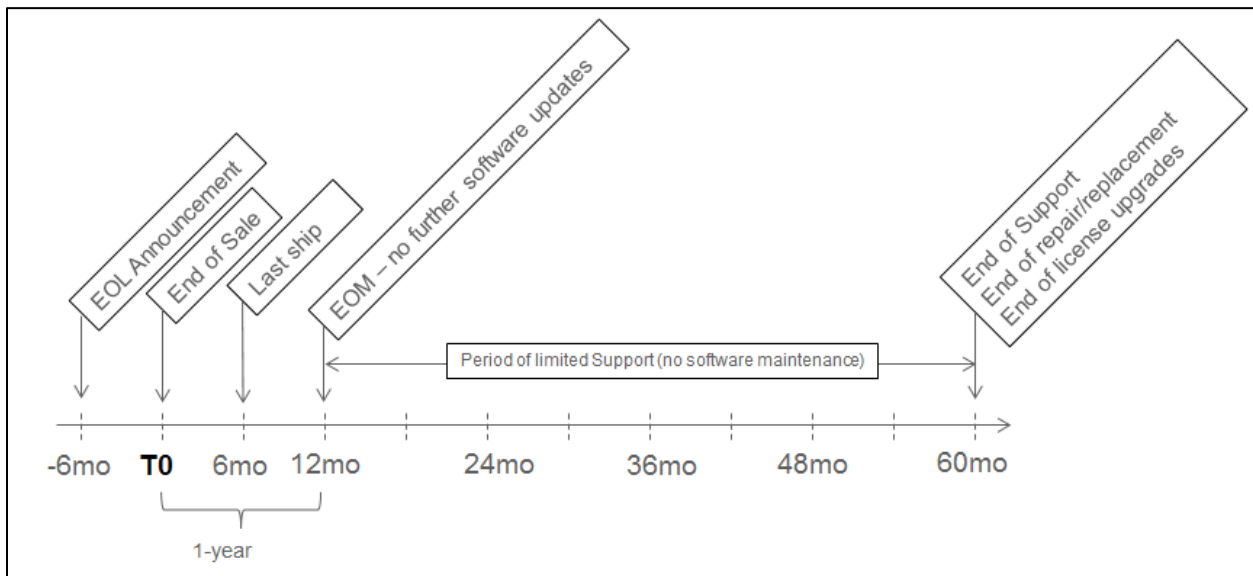 EOL Announcement
End of Sale
Last ship
EOM – no further software updates
End of Support
End of repair/replacement
End of license upgrades
Period of limited Support (no software maintenance)
-6mo T0 6mo 12mo 24mo 36mo 48mo 60mo
1-year